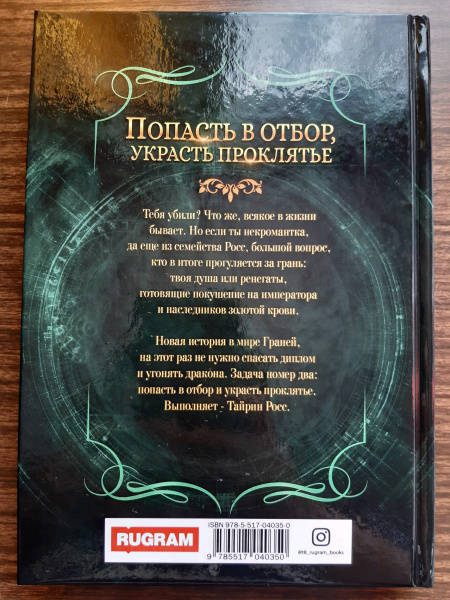 ПОПАСТЬ В ОТБОР,
УКРАСТЬ ПРОКЛЯТЬЕ
Тебя убили? Что же, всякое в жизни
бывает. Но если ты некромантка,
да еще из семейства Росс, большой вопрос,
кто в итоге прогуляется за грань:
твоя душа или ренегаты,
готовящие покушение на императора
и наследников золотой крови.
Новая история в мире Граней,
на этот раз не нужно спасать диплом
и угонять дракона. Задача номер два:
попасть в отбор и украсть проклятье.
Выполняет - Тайрин Росс.
ISBN 978-5-517-04035-0
RUGRAM
9 785517 040350
@t8_rugram_books